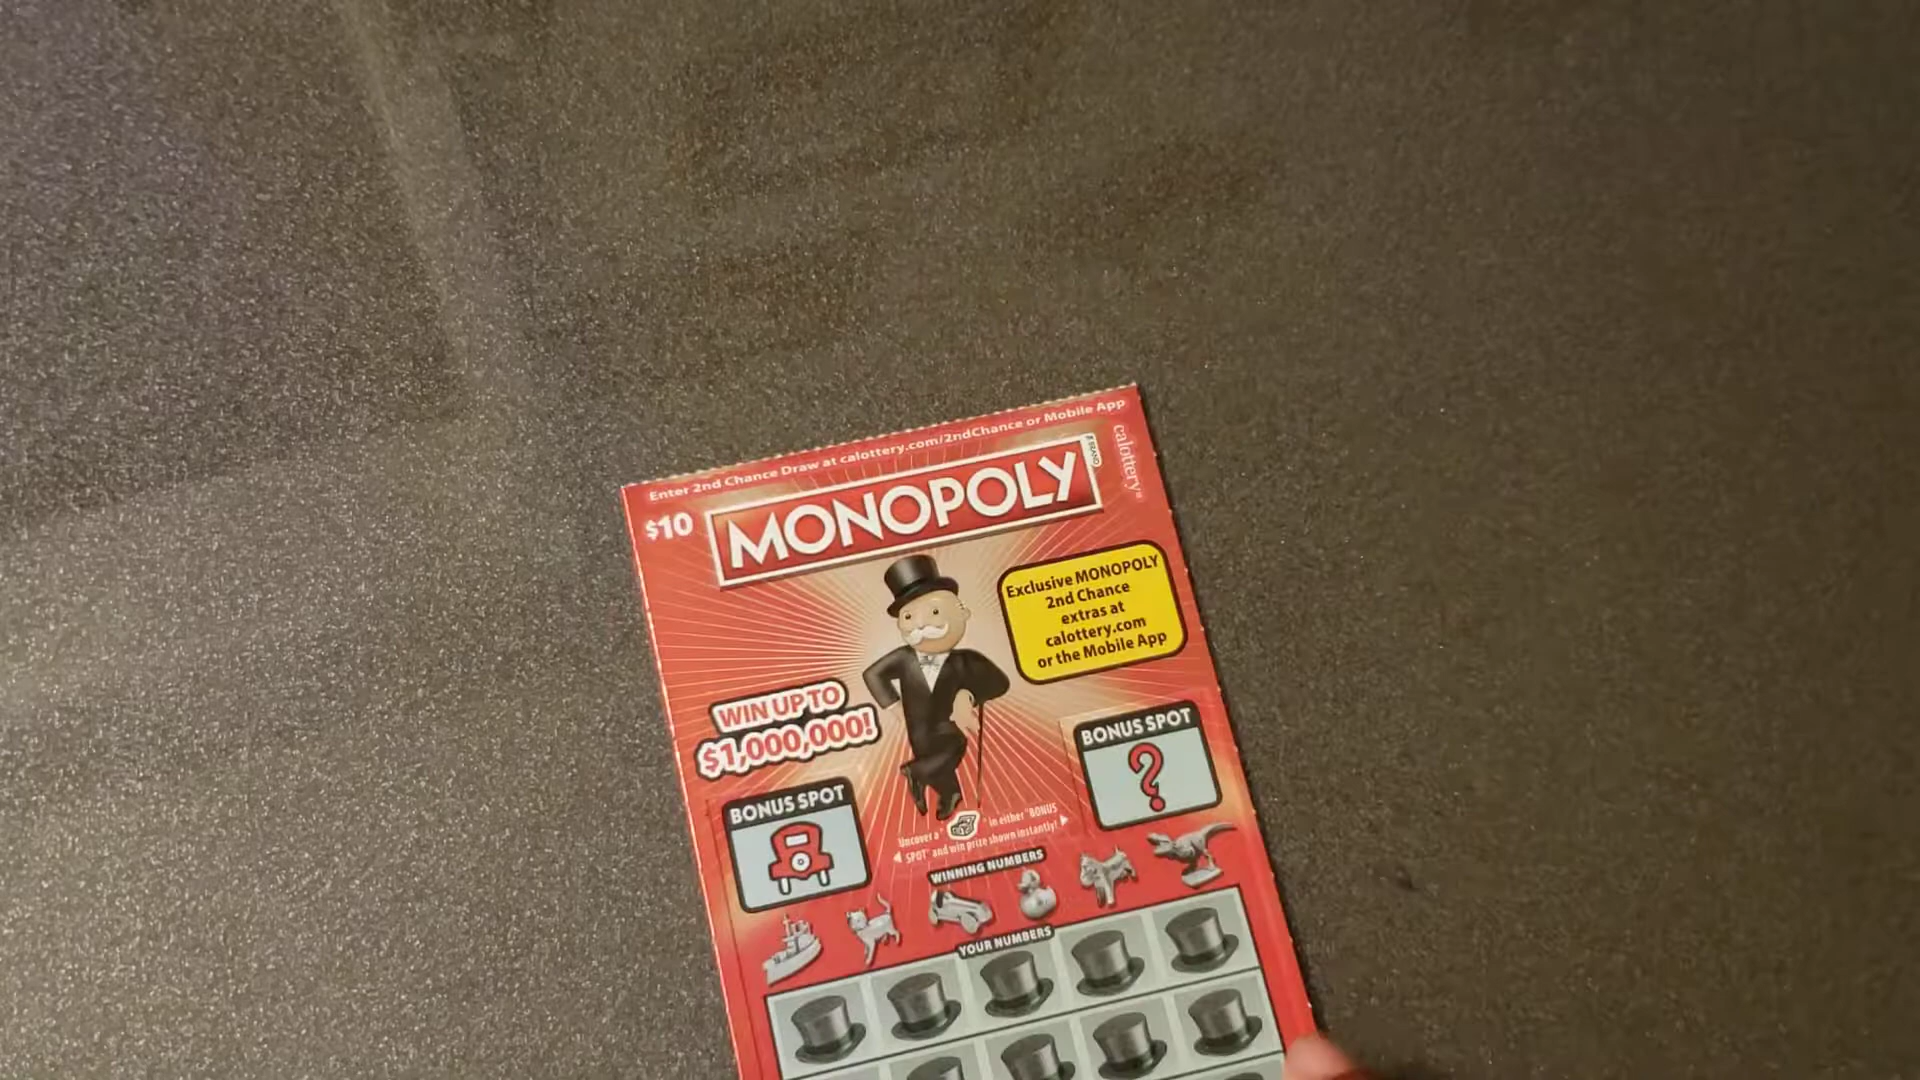 Enter 2nd Chance Draw at calottery.com/2ndChance or Mobile App
$10
MONOPOLY
BRAND
calottery
Exclusive MONOPOLY
2nd Chance
extras at
calottery.com
or the Mobile App
WIN UP TO
$1,000,000!
BONUS SPOT
?
BONUS SPOT
Uncover a " " in either "BONUS
SPOT" and win prize shown instantly!
WINNING NUMBERS
YOUR NUMBERS